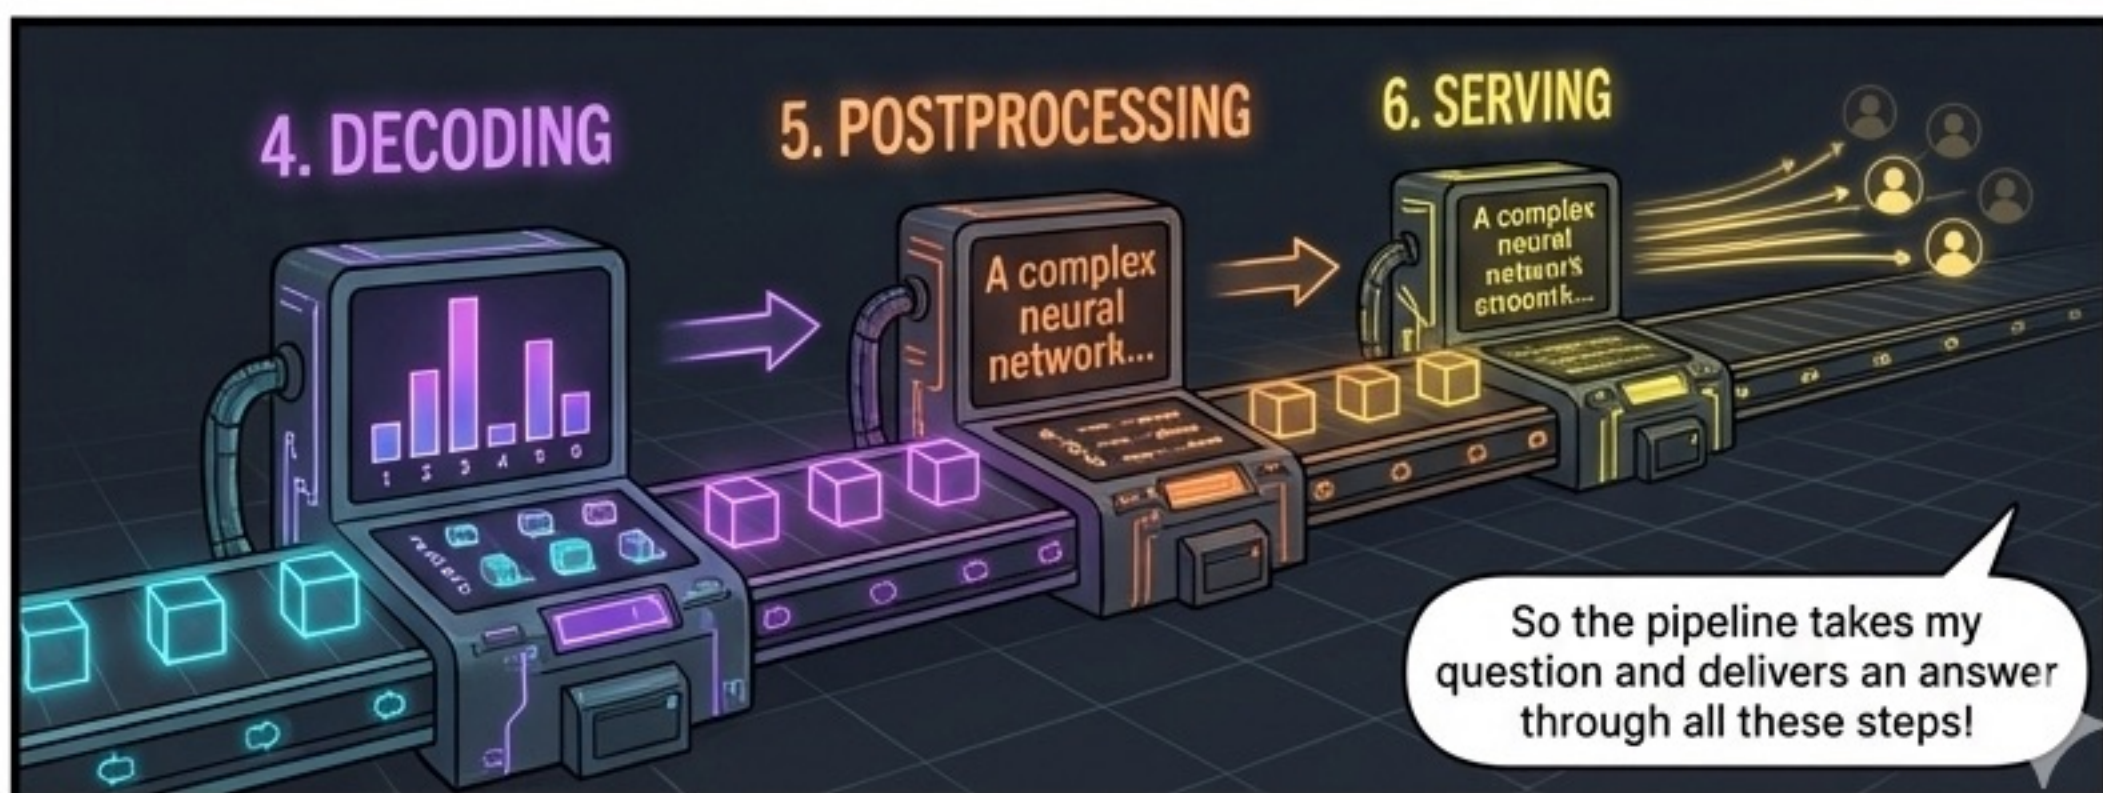 4. DECODING
5. POSTPROCESSING
6. SERVING
A complex
neural
network...
A complex
neural
So the pipeline takes my
question and delivers an answer
through all these steps!